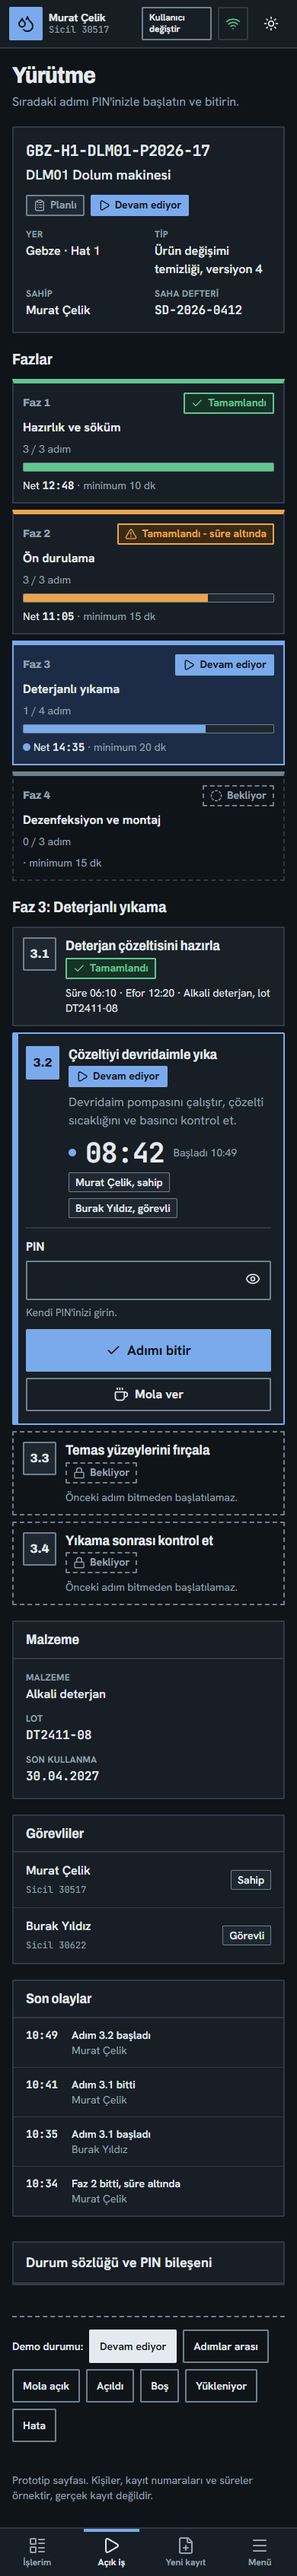 Murat Çelik
Sicil 30517
Kullanıcı
değiştir
Yürütme
Sıradaki adımı PIN'inizle başlatın ve bitirin.
GBZ-H1-DLM01-P2026-17
DLM01 Dolum makinesi
Planlı
Devam ediyor
YER
TİP
Gebze · Hat 1
Ürün değişimi
temizliği, versiyon 4
SAHİP
SAHA DEFTERİ
Murat Çelik
SD-2026-0412
Fazlar
Faz 1
Tamamlandı
Hazırlık ve söküm
3 / 3 adım
Net 12:48 · minimum 10 dk
Faz 2
Tamamlandı - süre altında
Ön durulama
3 / 3 adım
Net 11:05 · minimum 15 dk
Faz 3
Devam ediyor
Deterjanlı yıkama
1 / 4 adım
Net 14:35 · minimum 20 dk
Faz 4
Bekliyor
Dezenfeksiyon ve montaj
0 / 3 adım
· minimum 15 dk
Faz 3: Deterjanlı yıkama
3.1
Deterjan çözeltisini hazırla
Tamamlandı
Süre 06:10 · Efor 12:20 · Alkali deterjan, lot
DT2411-08
3.2
Çözeltiyi devridaimle yıka
Devam ediyor
Devridaim pompasını çalıştır, çözelti
sıcaklığını ve basıncı kontrol et.
08:42 Başladı 10:49
Murat Çelik, sahip
Burak Yıldız, görevli
PIN
Kendi PIN'inizi girin.
Adımı bitir
Mola ver
3.3
Temas yüzeylerini fırçala
Bekliyor
Önceki adım bitmeden başlatılamaz.
3.4
Yıkama sonrası kontrol et
Bekliyor
Önceki adım bitmeden başlatılamaz.
Malzeme
MALZEME
Alkali deterjan
LOT
DT2411-08
SON KULLANMA
30.04.2027
Görevliler
Murat Çelik
Sicil 30517
Sahip
Burak Yıldız
Sicil 30622
Görevli
Son olaylar
10:49 Adım 3.2 başladı
Murat Çelik
10:41 Adım 3.1 bitti
Murat Çelik
10:35 Adım 3.1 başladı
Burak Yıldız
10:34 Faz 2 bitti, süre altında
Murat Çelik
Durum sözlüğü ve PIN bileşeni
Demo durumu: Devam ediyor Adımlar arası
Mola açık Açıldı Boş Yükleniyor
Hata
Prototip sayfası. Kişiler, kayıt numaraları ve süreler
örnektir, gerçek kayıt değildir.
İşlerim Açık iş Yeni kayıt Menü